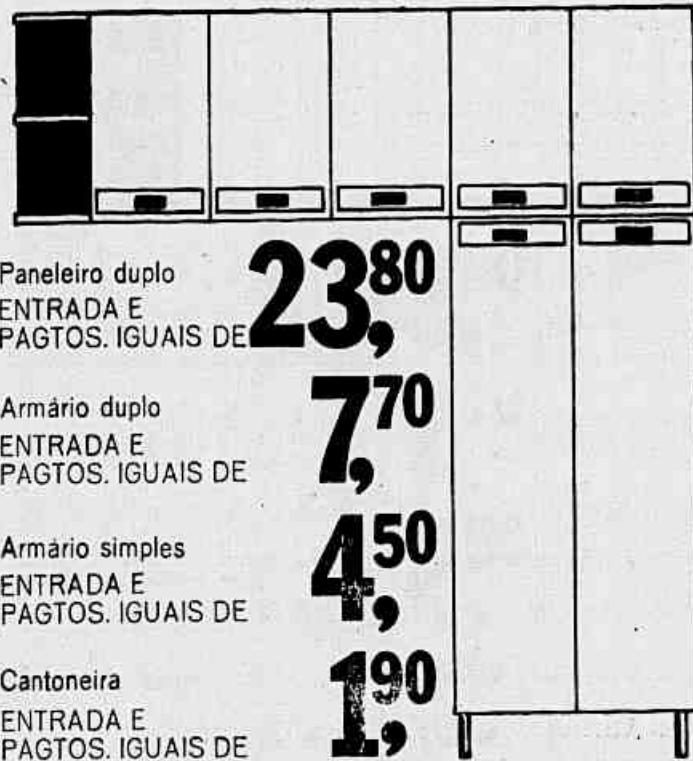 Paneleiro duplo
ENTRADA E
PAGTOS. IGUAIS DE 23,80
Armário duplo
ENTRADA E
PAGTOS. IGUAIS DE 7,70
Armário simples
ENTRADA E
PAGTOS. IGUAIS DE 4,50
Cantoneira
ENTRADA E
PAGTOS. IGUAIS DE 1,90